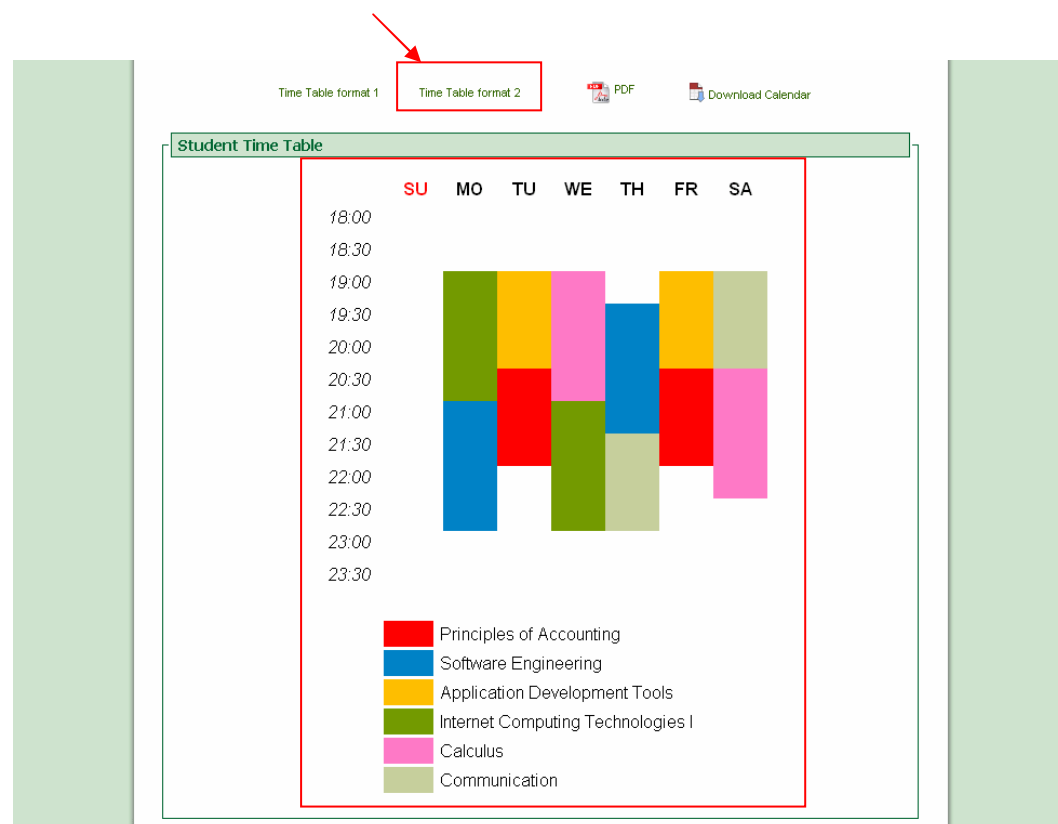 Time Table format 1 Time Table format 2 PDF Download Calendar
Student Time Table
SU MO TU WE TH FR SA
18:00
18:30
19:00
19:30
20:00
20:30
21:00
21:30
22:00
22:30
23:00
23:30
Principles of Accounting
Software Engineering
Application Development Tools
Internet Computing Technologies I
Calculus
Communication